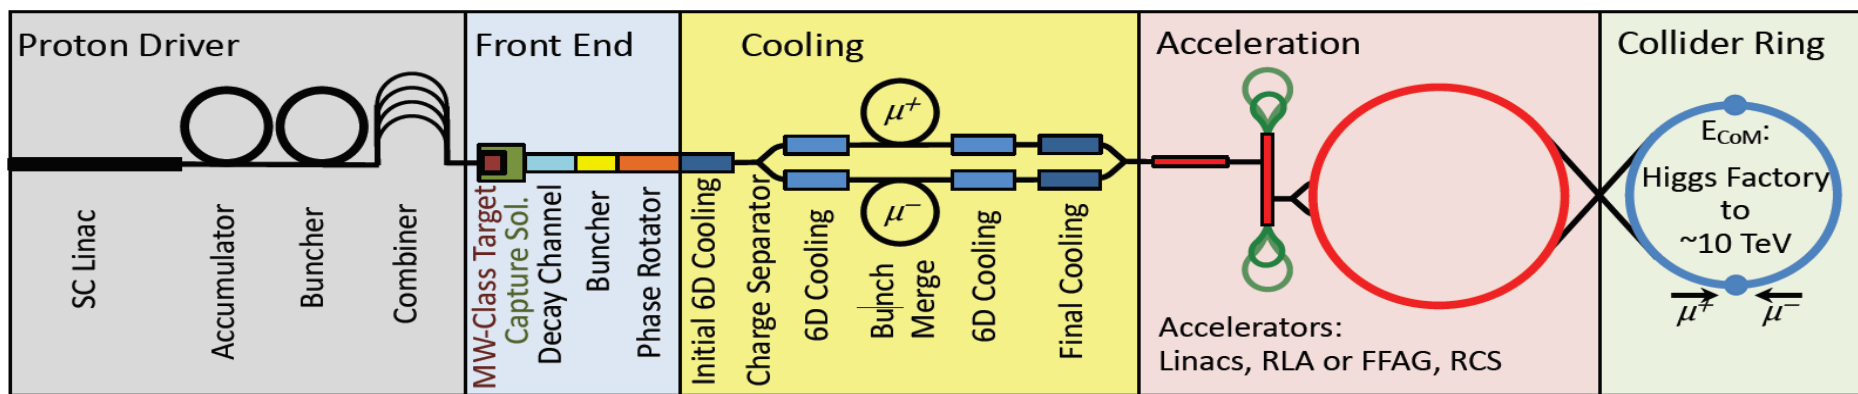 Proton Driver
SC Linac
Accumulator
Buncher
Combiner
Front End
MW-Class Target
Capture Sol.
Decay Channel
Buncher
Phase Rotator
Cooling
μ+
μ−
Initial 6D Cooling
Charge Separator
6D Cooling
Bunch
Merge
6D Cooling
Final Cooling
Acceleration
Accelerators:
Linacs, RLA or FFAG, RCS
Collider Ring
ECoM:
Higgs Factory
to
~10 TeV
μ+ μ−